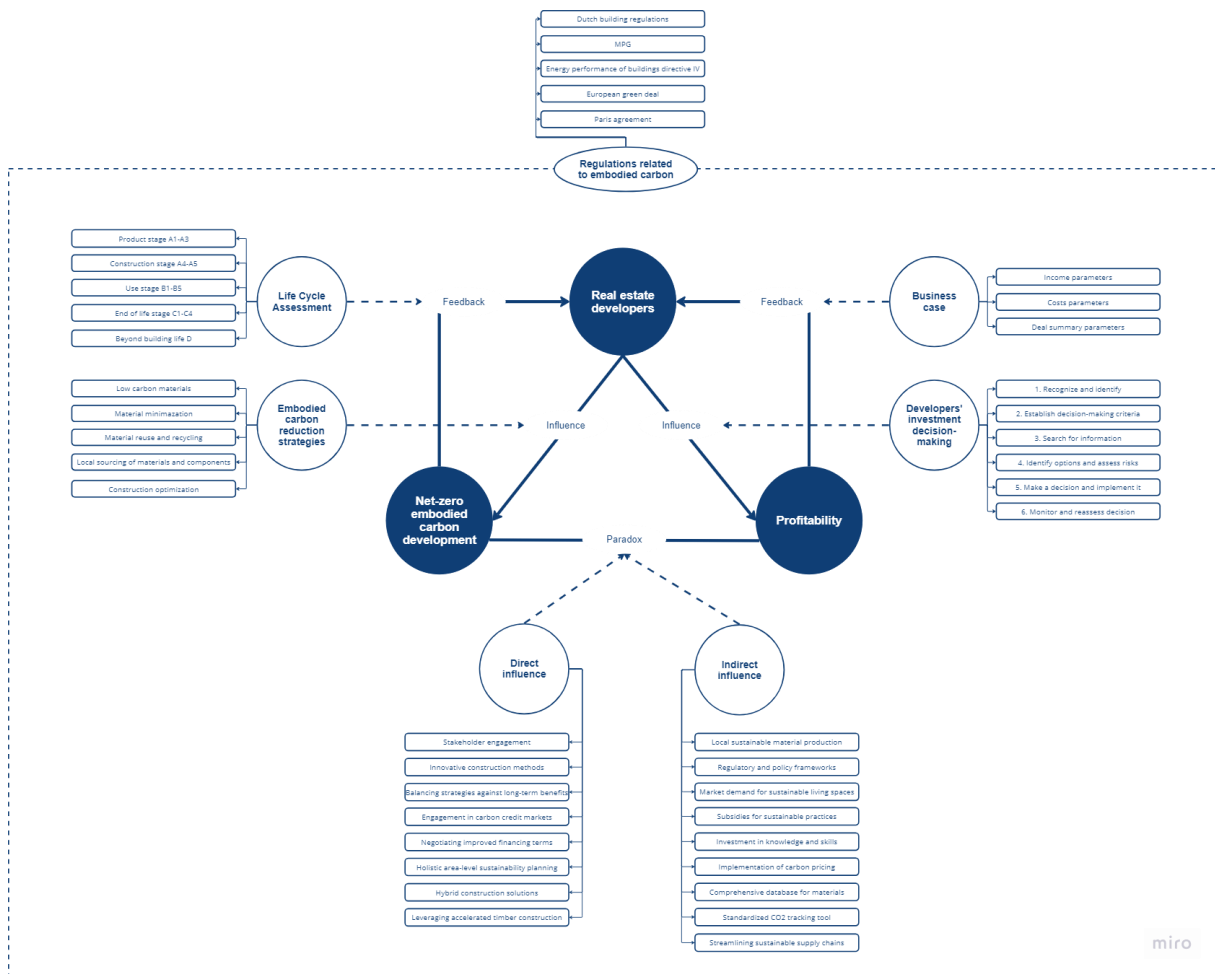 Dutch building regulations
MPG
Energy performance of buildings directive IV
European green deal
Paris agreement
Regulations related
to embodied carbon
Product stage A1-A3
Construction stage A4-A5
Use stage B1-B5
End of life stage C1-C4
Beyond building life D
Life Cycle
Assessment
Feedback
Real estate
developers
Feedback
Business
case
Income parameters
Costs parameters
Deal summary parameters
Low carbon materials
Material minimazation
Material reuse and recycling
Local sourcing of materials and components
Construction optimization
Embodied
carbon
reduction
strategies
Influence
Influence
Developers'
investment
decision-
making
1. Recognize and identify
2. Establish decision-making criteria
3. Search for information
4. Identify options and assess risks
5. Make a decision and implement it
6. Monitor and reassess decision
Net-zero
embodied
carbon
development
Paradox
Profitability
Direct
influence
Indirect
influence
Stakeholder engagement
Innovative construction methods
Balancing strategies against long-term benefits
Engagement in carbon credit markets
Negotiating improved financing terms
Holistic area-level sustainability planning
Hybrid construction solutions
Leveraging accelerated timber construction
Local sustainable material production
Regulatory and policy frameworks
Market demand for sustainable living spaces
Subsidies for sustainable practices
Investment in knowledge and skills
Implementation of carbon pricing
Comprehensive database for materials
Standardized CO2 tracking tool
Streamlining sustainable supply chains
miro